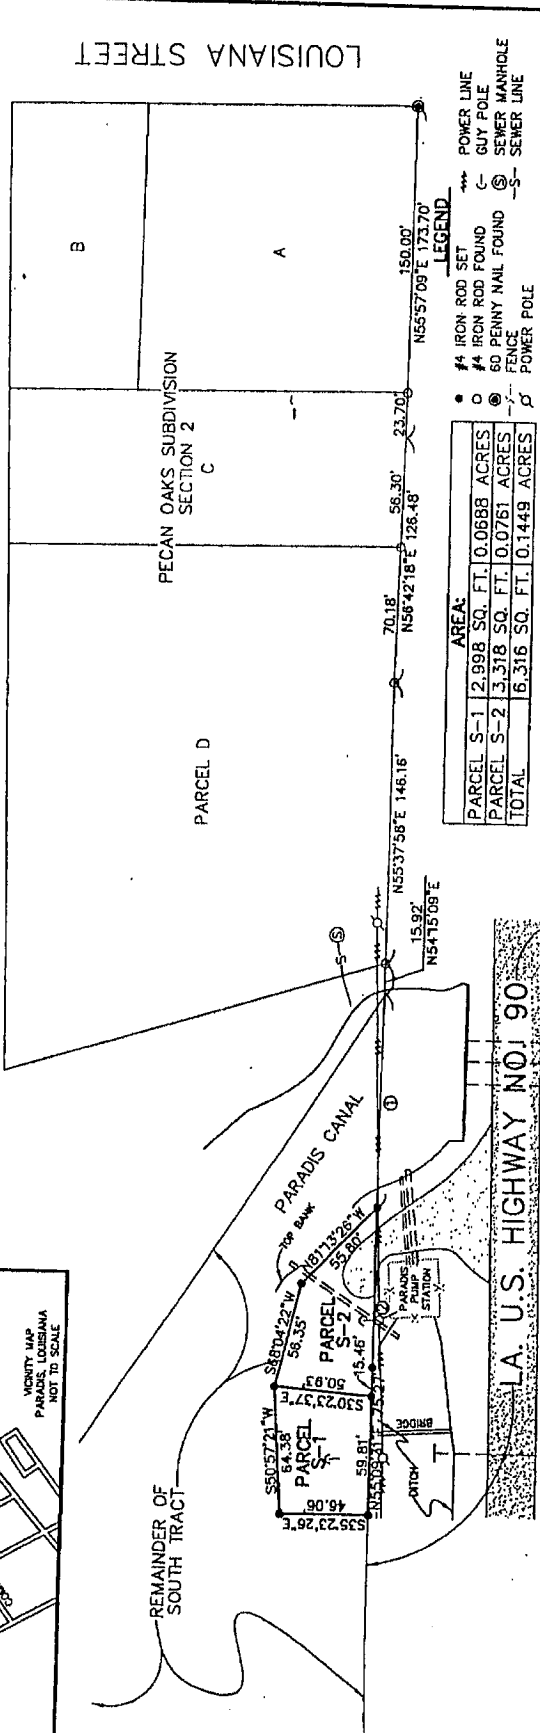 LOUISIANA STREET
B
A
PECAN OAKS SUBDIVISION
SECTION 2
C
PARCEL D
150.00'
N55°57'09"E 173.70'
23.70'
56.30'
N56°42'18"E 126.48'
70.18'
N55°37'58"E 146.16'
15.92'
N54°15'09"E
LEGEND
#4 IRON ROD SET
#4 IRON ROD FOUND
60 PENNY NAIL FOUND
FENCE
POWER POLE
POWER LINE
GUY POLE
SEWER MANHOLE
SEWER LINE
AREA:
PARCEL S-1 2,998 SQ. FT. 0.0688 ACRES
PARCEL S-2 3,318 SQ. FT. 0.0761 ACRES
TOTAL 6,316 SQ. FT. 0.1449 ACRES
S
PARADIS CANAL
TOP BANK
1
N81°13'26"W
55.80'
S68°04'22"W
56.35'
PARCEL
S-2
15.46'
50.93'
S30°23'37"E
S50°57'21"W
64.38'
PARCEL
S-1
59.81'
46.06'
S35°23'26"E
75.27'
2
PARADIS
PUMP
STATION
BRIDGE
DITCH
LA. U.S. HIGHWAY NO. 90
REMAINDER OF
SOUTH TRACT
VICINITY MAP
PARADIS, LOUISIANA
NOT TO SCALE